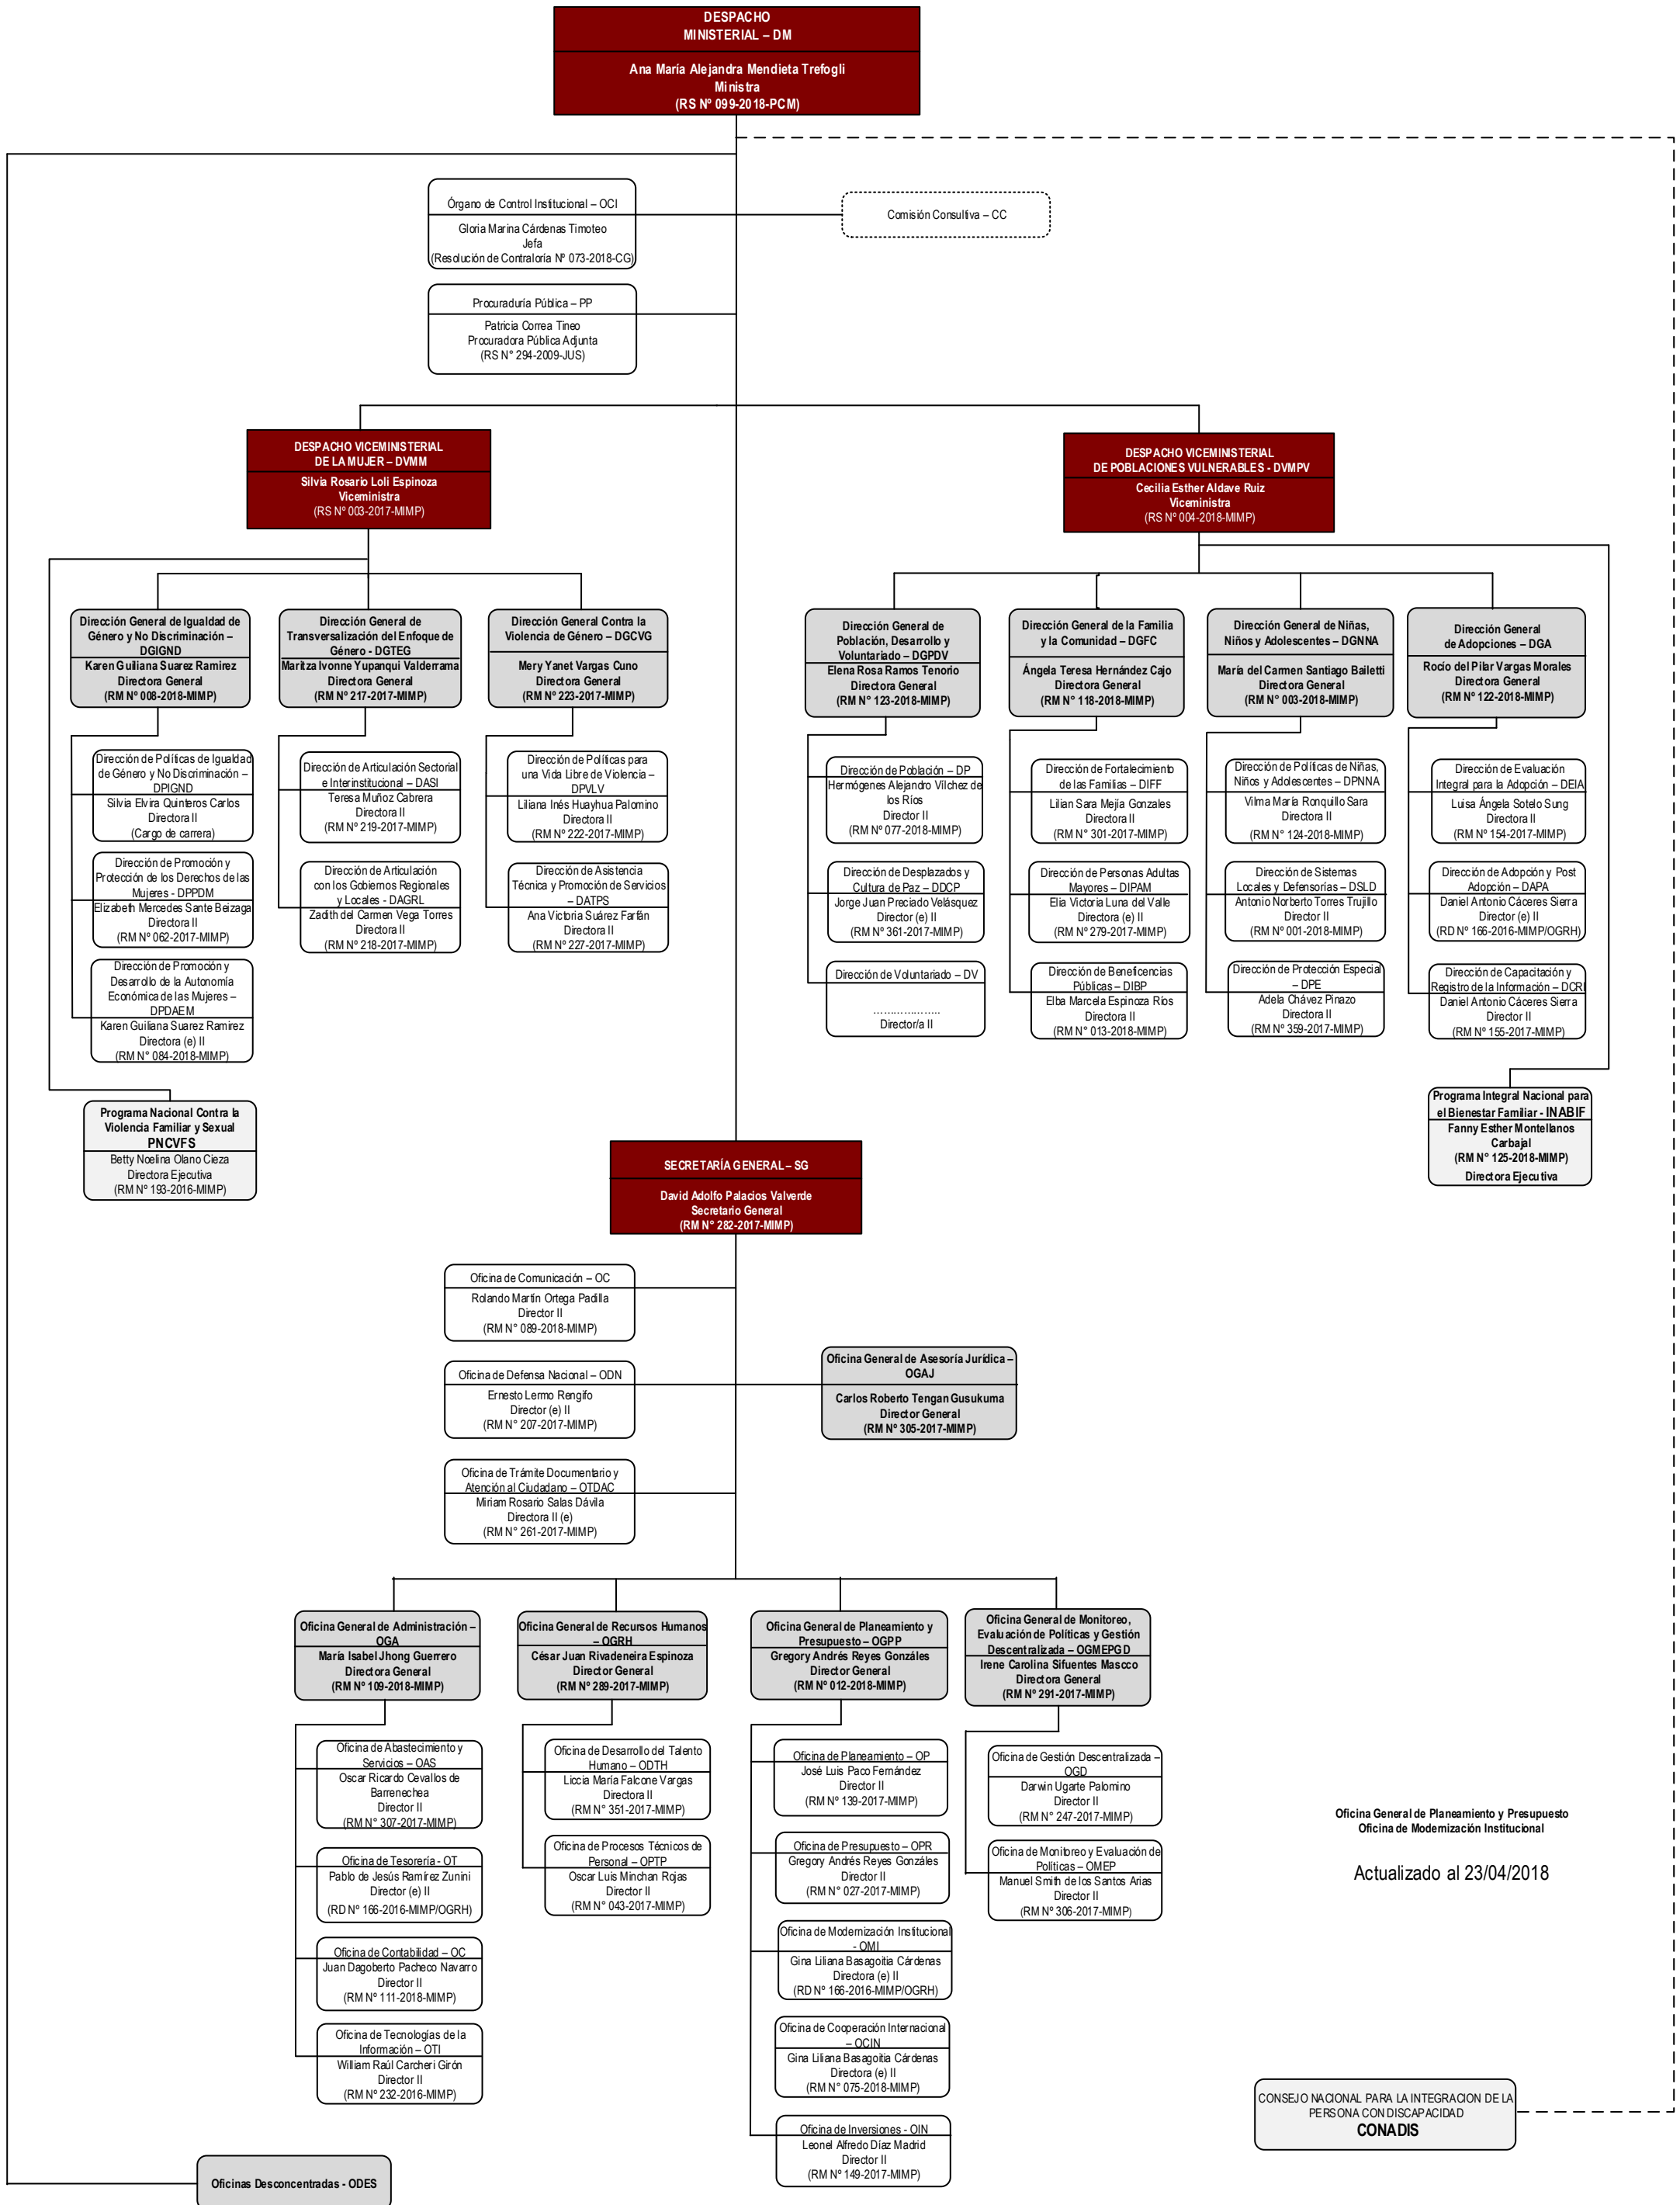 DESPACHO
MINISTERIAL – DM
Ana María Alejandra Mendieta Trefogli
Ministra
(RS Nº 099-2018-PCM)
Órgano de Control Institucional – OCI
Gloria Marina Cárdenas Timoteo
Jefa
(Resolución de Contraloría Nº 073-2018-CG)
Comisión Consultiva – CC
Procuraduría Pública – PP
Patricia Correa Tineo
Procuradora Pública Adjunta
(RS N° 294-2009-JUS)
DESPACHO VICEMINISTERIAL
DE LA MUJER – DVMM
Silvia Rosario Loli Espinoza
Viceministra
(RS Nº 003-2017-MIMP)
DESPACHO VICEMINISTERIAL
DE POBLACIONES VULNERABLES - DVMPV
Cecilia Esther Aldave Ruiz
Viceministra
(RS Nº 004-2018-MIMP)
Dirección General de Igualdad de
Género y No Discriminación –
DGIGND
Karen Guiliana Suarez Ramirez
Directora General
(RM Nº 008-2018-MIMP)
Dirección General de
Transversalización del Enfoque de
Género - DGTEG
Maritza Ivonne Yupanqui Valderrama
Directora General
(RM Nº 217-2017-MIMP)
Dirección General Contra la
Violencia de Género – DGCVG
Mery Yanet Vargas Cuno
Directora General
(RM Nº 223-2017-MIMP)
Dirección General de
Población, Desarrollo y
Voluntariado – DGPDV
Elena Rosa Ramos Tenorio
Directora General
(RM N° 123-2018-MIMP)
Dirección General de la Familia
y la Comunidad – DGFC
Ángela Teresa Hernández Cajo
Directora General
(RM N° 118-2018-MIMP)
Dirección General de Niñas,
Niños y Adolescentes – DGNNA
María del Carmen Santiago Bailetti
Directora General
(RM N° 003-2018-MIMP)
Dirección General
de Adopciones – DGA
Rocío del Pilar Vargas Morales
Directora General
(RM Nº 122-2018-MIMP)
Dirección de Políticas de Igualdad
de Género y No Discriminación –
DPIGND
Silvia Elvira Quinteros Carlos
Directora II
(Cargo de carrera)
Dirección de Promoción y
Protección de los Derechos de las
Mujeres - DPPDM
Elizabeth Mercedes Sante Beizaga
Directora II
(RM Nº 062-2017-MIMP)
Dirección de Promoción y
Desarrollo de la Autonomía
Económica de las Mujeres –
DPDAEM
Karen Guiliana Suarez Ramirez
Directora (e) II
(RM N° 084-2018-MIMP)
Dirección de Articulación Sectorial
e Interinstitucional – DASI
Teresa Muñoz Cabrera
Directora II
(RM Nº 219-2017-MIMP)
Dirección de Articulación
con los Gobiernos Regionales
y Locales - DAGRL
Zadith del Carmen Vega Torres
Directora II
(RM N° 218-2017-MIMP)
Dirección de Políticas para
una Vida Libre de Violencia –
DPVLV
Liliana Inés Huayhua Palomino
Directora II
(RM N° 222-2017-MIMP)
Dirección de Asistencia
Técnica y Promoción de Servicios
– DATPS
Ana Victoria Suárez Farfán
Directora II
(RM N° 227-2017-MIMP)
Dirección de Población – DP
Hermógenes Alejandro Vílchez de
los Ríos
Director II
(RM N° 077-2018-MIMP)
Dirección de Desplazados y
Cultura de Paz – DDCP
Jorge Juan Preciado Velásquez
Director (e) II
(RM N° 361-2017-MIMP)
Dirección de Voluntariado – DV
………………..
Director/a II
Dirección de Fortalecimiento
de las Familias – DIFF
Lilian Sara Mejía Gonzales
Directora II
(RM N° 301-2017-MIMP)
Dirección de Personas Adultas
Mayores – DIPAM
Elia Victoria Luna del Valle
Directora (e) II
(RM N° 279-2017-MIMP)
Dirección de Beneficencias
Públicas – DIBP
Elba Marcela Espinoza Ríos
Directora II
(RM N° 013-2018-MIMP)
Dirección de Políticas de Niñas,
Niños y Adolescentes – DPNNA
Vilma María Ronquillo Sara
Directora II
(RM N° 124-2018-MIMP)
Dirección de Sistemas
Locales y Defensorías – DSLD
Antonio Norberto Torres Trujillo
Director II
(RM N° 001-2018-MIMP)
Dirección de Protección Especial
– DPE
Adela Chávez Pinazo
Directora II
(RM N° 359-2017-MIMP)
Dirección de Evaluación
Integral para la Adopción – DEIA
Luisa Ángela Sotelo Sung
Directora II
(RM Nº 154-2017-MIMP)
Dirección de Adopción y Post
Adopción – DAPA
Daniel Antonio Cáceres Sierra
Director (e) II
(RD Nº 166-2016-MIMP/OGRH)
Dirección de Capacitación y
Registro de la Información – DCRI
Daniel Antonio Cáceres Sierra
Director II
(RM N° 155-2017-MIMP)
Programa Nacional Contra la
Violencia Familiar y Sexual
PNCVFS
Betty Noelina Olano Cieza
Directora Ejecutiva
(RM Nº 193-2016-MIMP)
Programa Integral Nacional para
el Bienestar Familiar - INABIF
Fanny Esther Montellanos
Carbajal
(RM N° 125-2018-MIMP)
Directora Ejecutiva
SECRETARÍA GENERAL – SG
David Adolfo Palacios Valverde
Secretario General
(RM N° 282-2017-MIMP)
Oficina de Comunicación – OC
Rolando Martín Ortega Padilla
Director II
(RM N° 089-2018-MIMP)
Oficina de Defensa Nacional – ODN
Ernesto Lermo Rengifo
Director (e) II
(RM N° 207-2017-MIMP)
Oficina General de Asesoría Jurídica –
OGAJ
Carlos Roberto Tengan Gusukuma
Director General
(RM Nº 305-2017-MIMP)
Oficina de Trámite Documentario y
Atención al Ciudadano – OTDAC
Miriam Rosario Salas Dávila
Directora II (e)
(RM N° 261-2017-MIMP)
Oficina General de Administración –
OGA
María Isabel Jhong Guerrero
Directora General
(RM Nº 109-2018-MIMP)
Oficina General de Recursos Humanos
– OGRH
César Juan Rivadeneira Espinoza
Director General
(RM Nº 289-2017-MIMP)
Oficina General de Planeamiento y
Presupuesto – OGPP
Gregory Andrés Reyes Gonzáles
Director General
(RM N° 012-2018-MIMP)
Oficina General de Monitoreo,
Evaluación de Políticas y Gestión
Descentralizada – OGMEPGD
Irene Carolina Sifuentes Mascco
Directora General
(RM Nº 291-2017-MIMP)
Oficina de Abastecimiento y
Servicios – OAS
Oscar Ricardo Cevallos de
Barrenechea
Director II
(RM N° 307-2017-MIMP)
Oficina de Tesorería - OT
Pablo de Jesús Ramírez Zunini
Director (e) II
(RD Nº 166-2016-MIMP/OGRH)
Oficina de Contabilidad – OC
Juan Dagoberto Pacheco Navarro
Director II
(RM Nº 111-2018-MIMP)
Oficina de Tecnologías de la
Información – OTI
William Raúl Carcheri Girón
Director II
(RM N° 232-2016-MIMP)
Oficina de Desarrollo del Talento
Humano – ODTH
Liccia María Falcone Vargas
Directora II
(RM N° 351-2017-MIMP)
Oficina de Procesos Técnicos de
Personal – OPTP
Oscar Luis Minchan Rojas
Director II
(RM N° 043-2017-MIMP)
Oficina de Planeamiento – OP
José Luis Paco Fernández
Director II
(RM N° 139-2017-MIMP)
Oficina de Presupuesto – OPR
Gregory Andrés Reyes Gonzáles
Director II
(RM N° 027-2017-MIMP)
Oficina de Modernización Institucional
- OMI
Gina Liliana Basagoitia Cárdenas
Directora (e) II
(RD Nº 166-2016-MIMP/OGRH)
Oficina de Cooperación Internacional
– OCIN
Gina Liliana Basagoitia Cárdenas
Directora (e) II
(RM N° 075-2018-MIMP)
Oficina de Inversiones - OIN
Leonel Alfredo Díaz Madrid
Director II
(RM Nº 149-2017-MIMP)
Oficina de Gestión Descentralizada –
OGD
Darwin Ugarte Palomino
Director II
(RM N° 247-2017-MIMP)
Oficina de Monitoreo y Evaluación de
Políticas – OMEP
Manuel Smith de los Santos Arias
Director II
(RM N° 306-2017-MIMP)
Oficina General de Planeamiento y Presupuesto
Oficina de Modernización Institucional
Actualizado al 23/04/2018
CONSEJO NACIONAL PARA LA INTEGRACION DE LA
PERSONA CON DISCAPACIDAD
CONADIS
Oficinas Desconcentradas - ODES